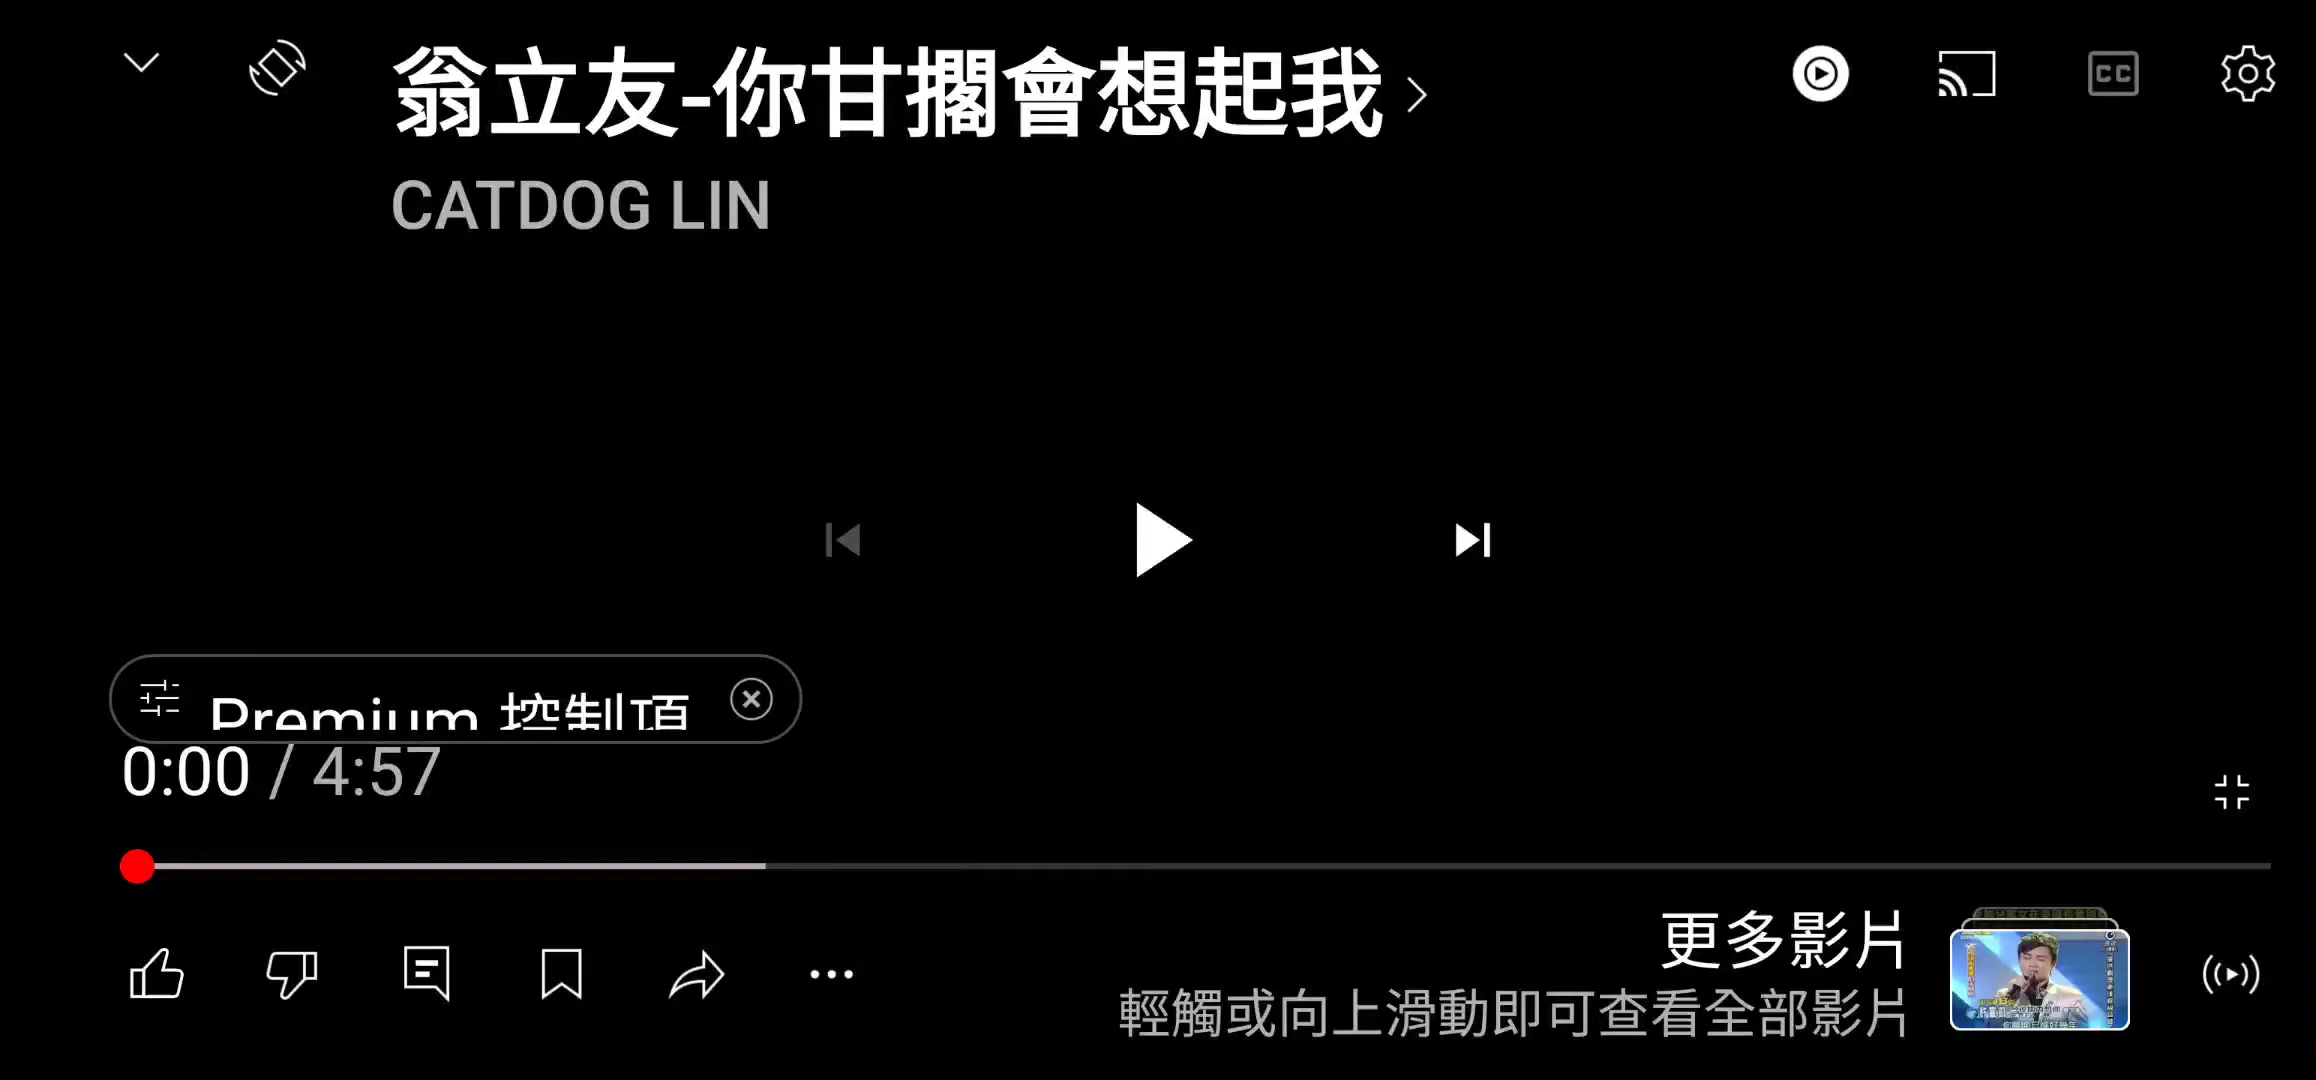 翁立友-你甘擱會想起我
CATDOG LIN
CC
Premium 控制項
0:00 / 4:57
更多影片
輕觸或向上滑動即可查看全部影片